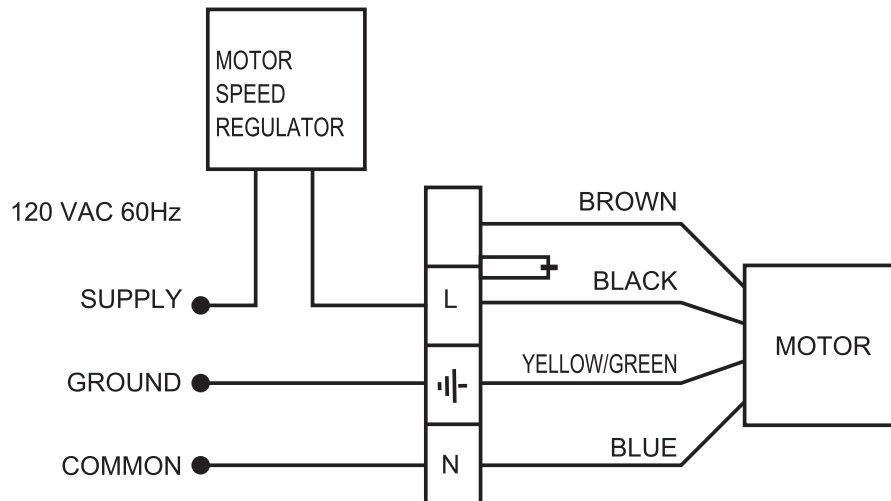 MOTOR
SPEED
REGULATOR
120 VAC 60Hz
BROWN
SUPPLY
L
BLACK
MOTOR
GROUND
YELLOW/GREEN
COMMON
N
BLUE